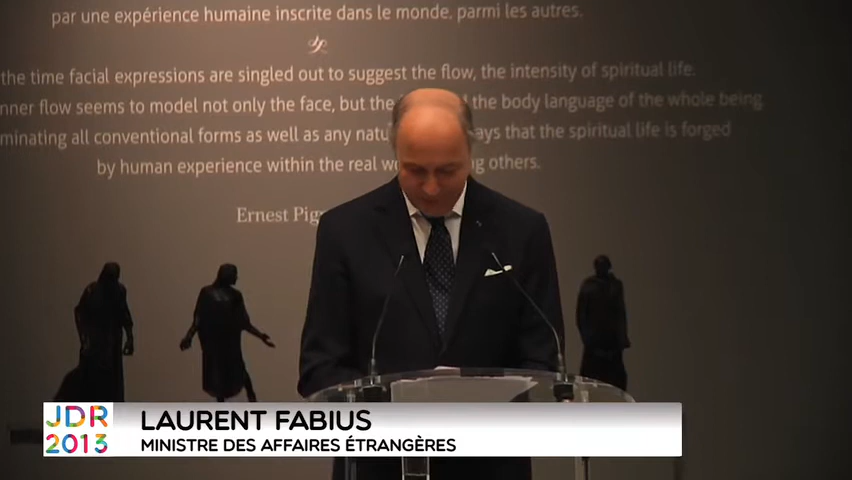 par une expérience humaine inscrite dans le monde, parmi les autres.
the time facial expressions are singled out to suggest the flow, the intensity of spiritual life.
nner flow seems to model not only the face, but the the body language of the whole being
minating all conventional forms as well as any natu ays that the spiritual life is forged
by human experience within the real wo ng others.
Ernest Pig
JDR
2013
LAURENT FABIUS
MINISTRE DES AFFAIRES ÉTRANGÈRES